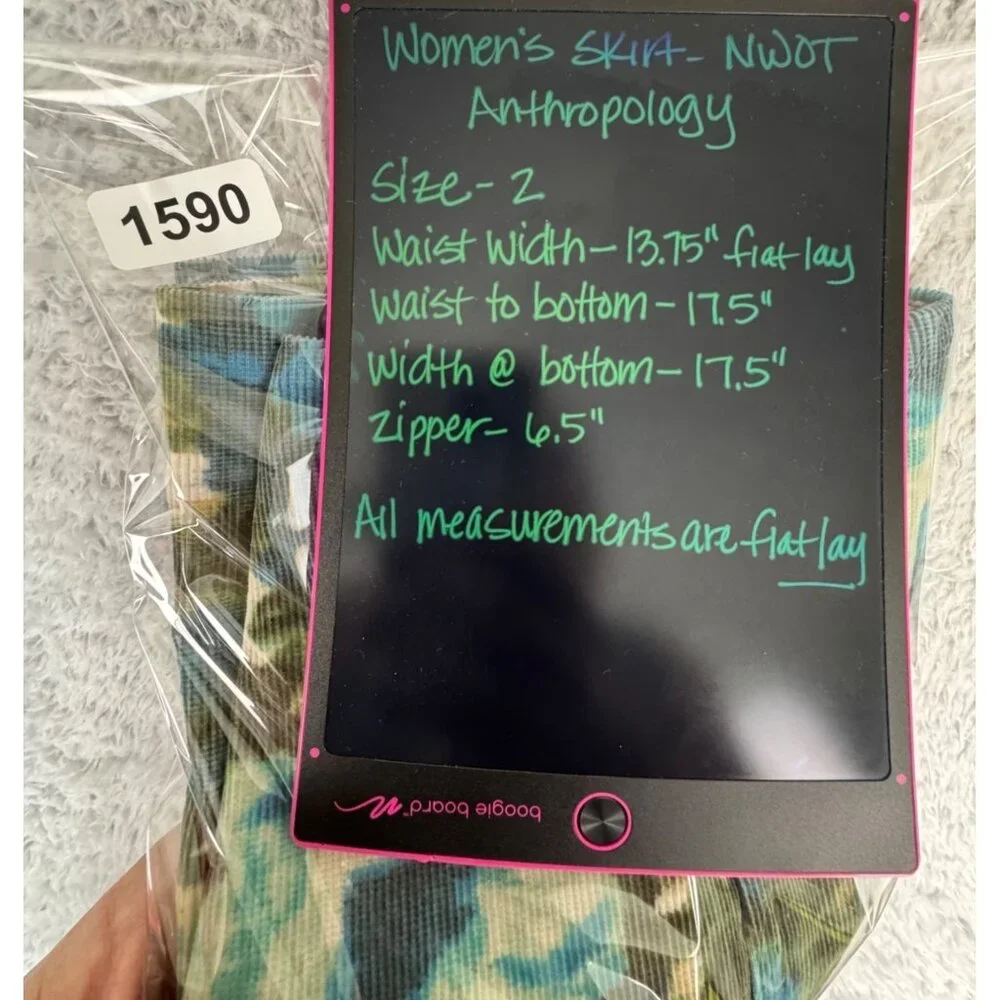 Women's Skirt- NWOT
Anthropology
Size- 2
1590
Waist width- 13.75" flat lay
Waist to bottom- 17.5"
Width @ bottom- 17.5"
Zipper- 6.5"
All measurements are flat lay
boogie board™